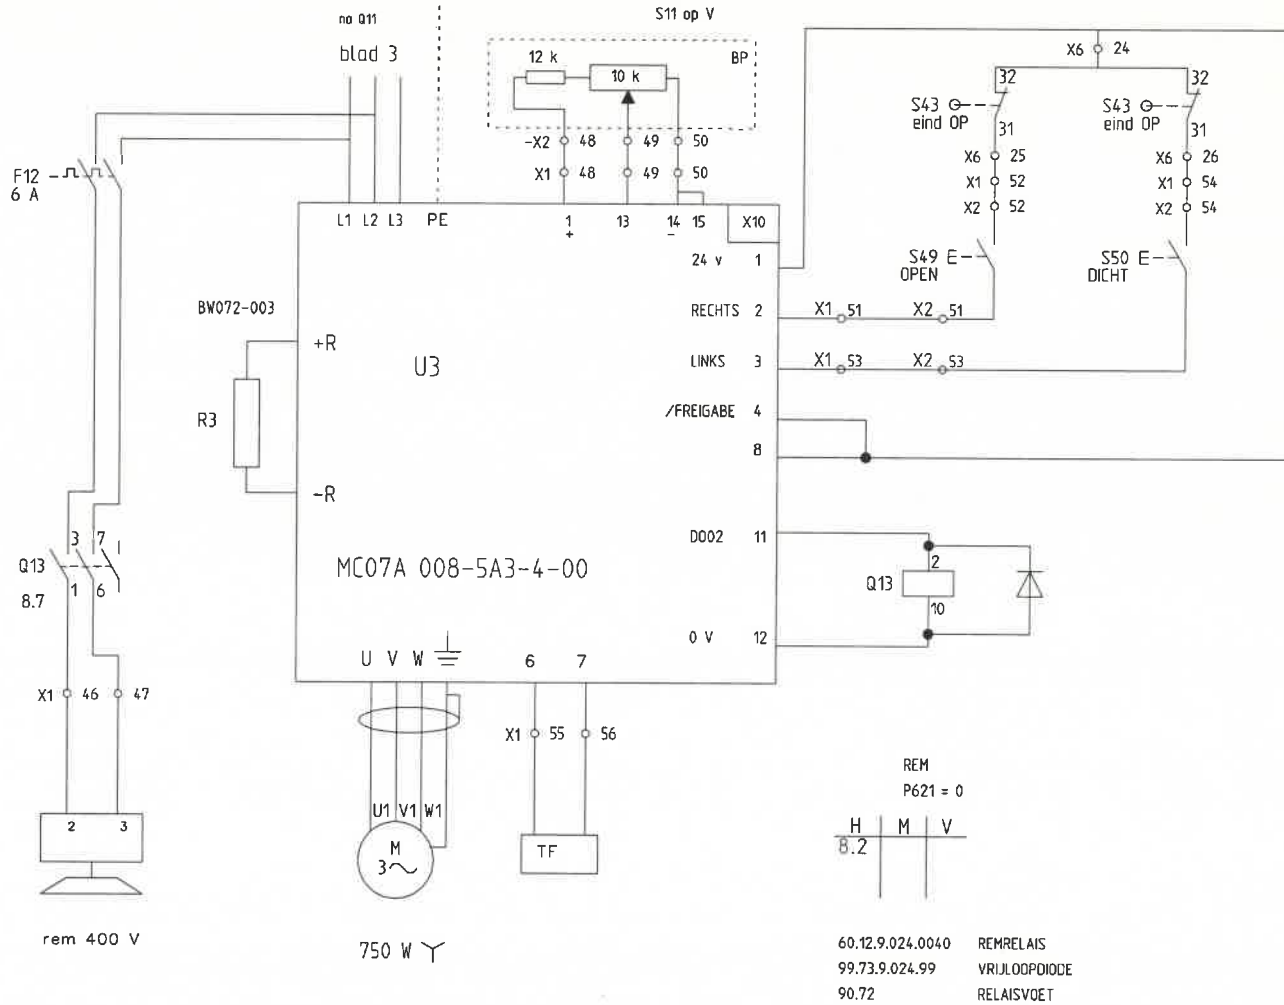 na Q11
S11 op V
blad 3
12 k
10 k
BP
X6 24
32
32
S43
eind OP
S43
eind OP
31
31
-X2 48 49 50
X1 48 49 50
X6 25
X6 26
X1 52
X1 54
X2 52
X2 54
F12
6 A
L1 L2 L3 PE
1 13 14 15 X10
+ -
24 v 1
S49 E
OPEN
S50 E
DICHT
BW072-003
RECHTS 2
X1 51 X2 51
+R
U3
LINKS 3
X1 53 X2 53
R3
/FREIGABE 4
8
-R
3 7
Q13
8.7
1 6
MC07A 008-5A3-4-00
DO02 11
2
Q13
10
0 V 12
U V W
6 7
X1 46 47
X1 55 56
U1 V1 W1
M
3~
TF
2 3
rem 400 V
750 W
REM
P621 = 0
H M V
8.2
60.12.9.024.0040 REMRELAIS
99.73.9.024.99 VRIJLOOPDIODE
90.72 RELAISVOET